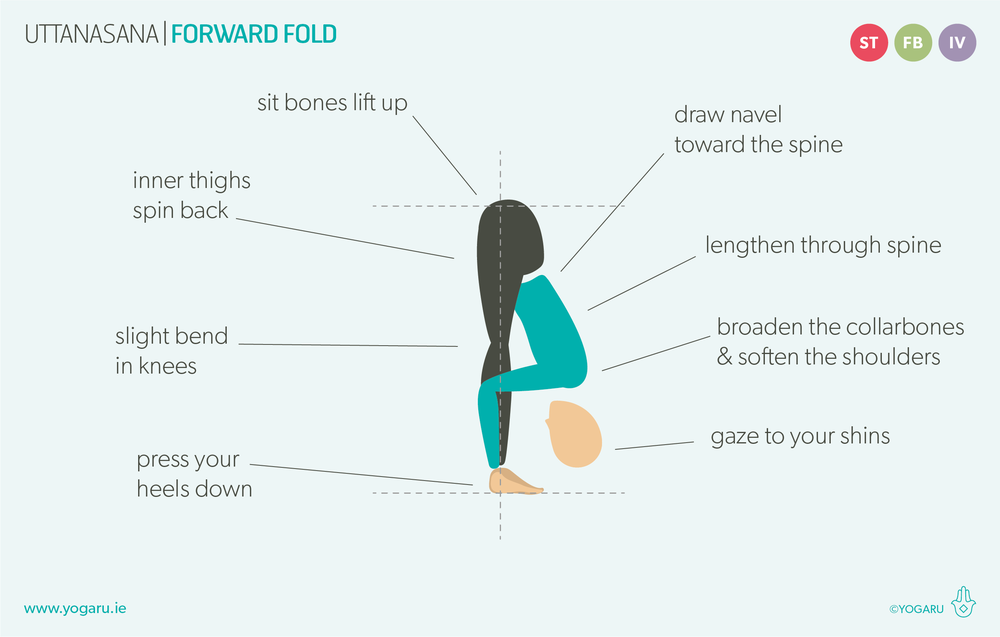 UTTANASANA | FORWARD FOLD
ST FB IV
sit bones lift up
draw navel
toward the spine
inner thighs
spin back
lengthen through spine
slight bend
in knees
broaden the collarbones
& soften the shoulders
gaze to your shins
press your
heels down
www.yogaru.ie
©YOGARU